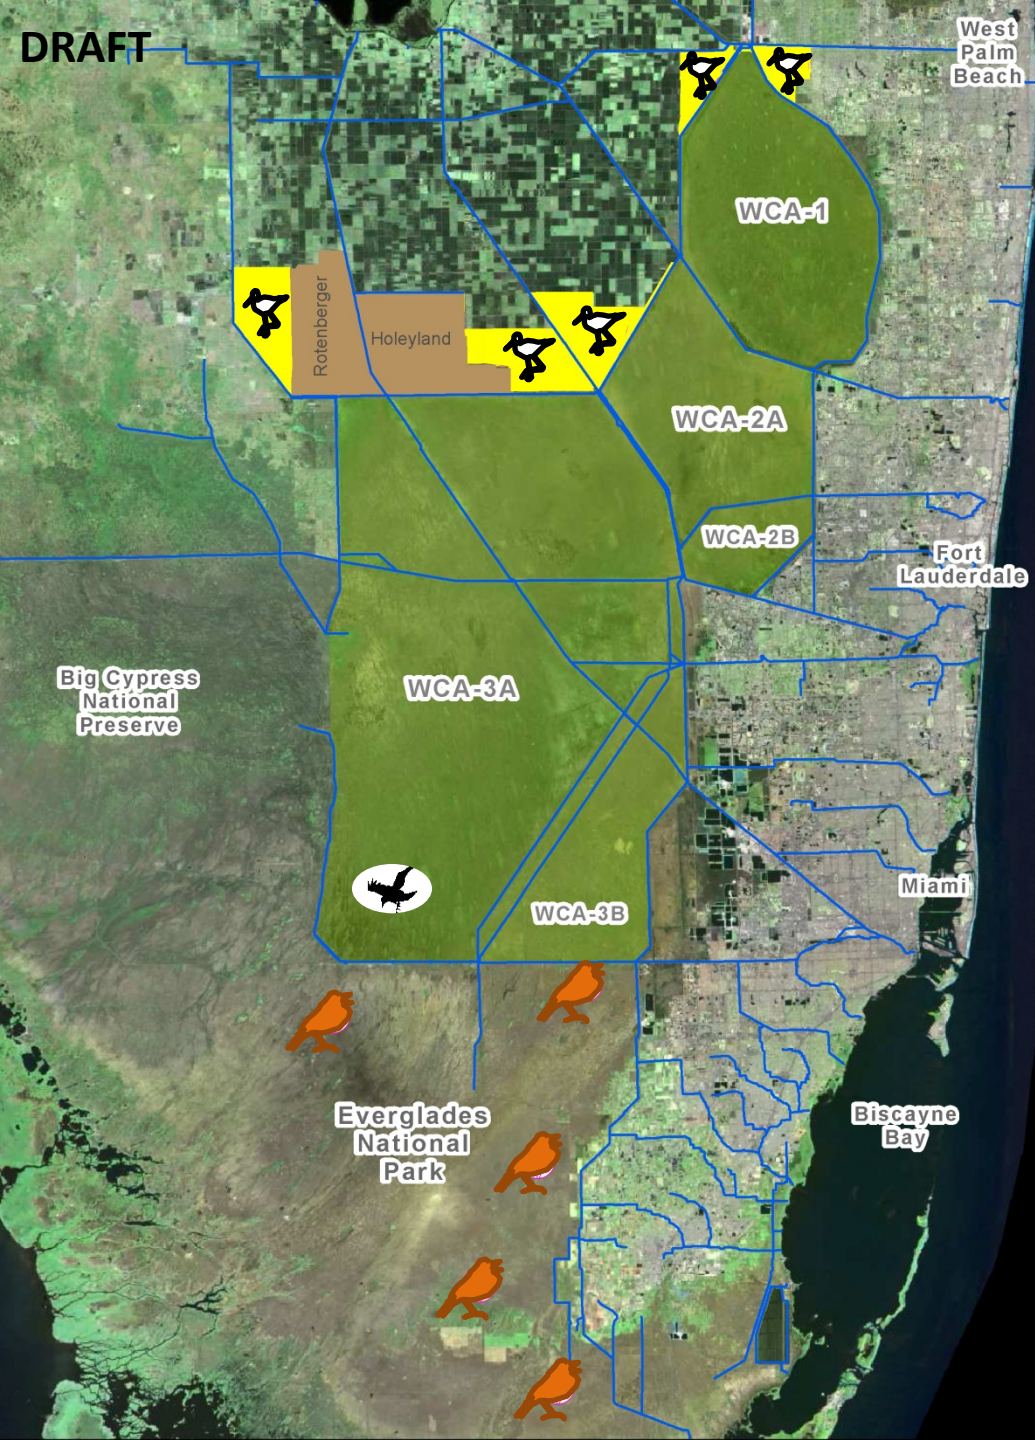 DRAFT
West
Palm
Beach
WCA-1
Rotenberger
Holeyland
WCA-2A
WCA-2B
Fort
Lauderdale
Big Cypress
National
Preserve
WCA-3A
Miami
WCA-3B
Everglades
National
Park
Biscayne
Bay